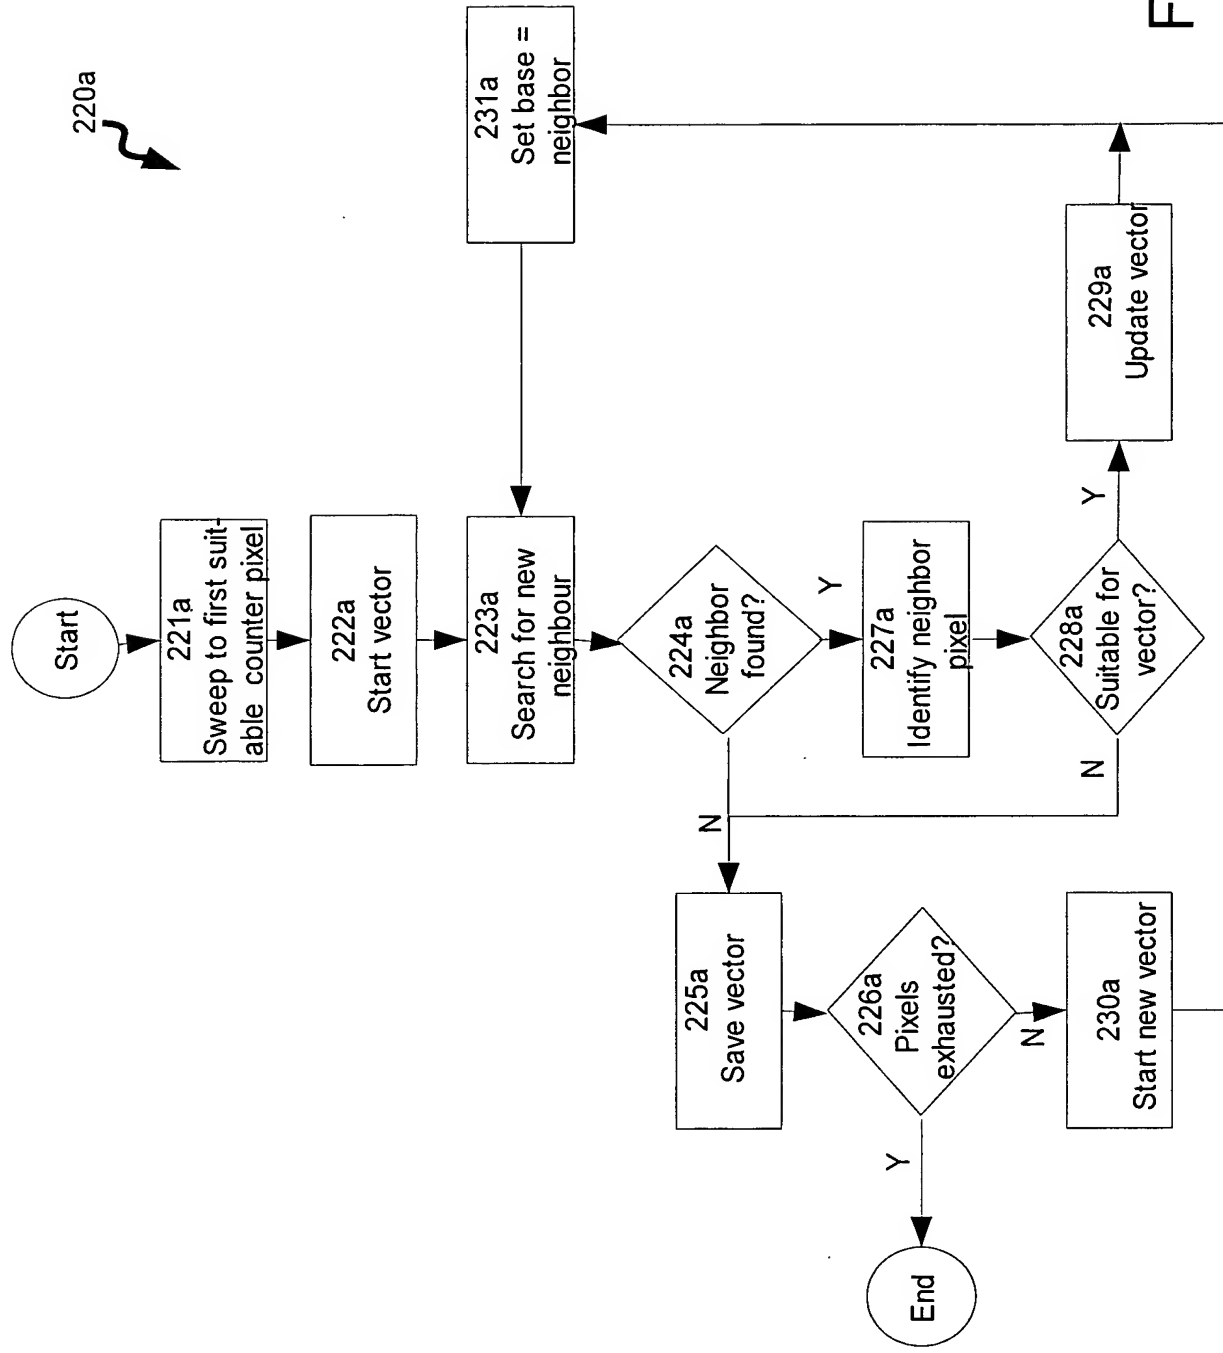 220a
Start
221a
Sweep to first suit-
able counter pixel
222a
Start vector
223a
Search for new
neighbour
231a
Set base =
neighbor
224a
Neighbor
found?
N
Y
225a
Save vector
227a
Identify neighbor
pixel
226a
Pixels
exhausted?
Y
N
228a
Suitable for
vector?
N
Y
229a
Update vector
230a
Start new vector
End
F